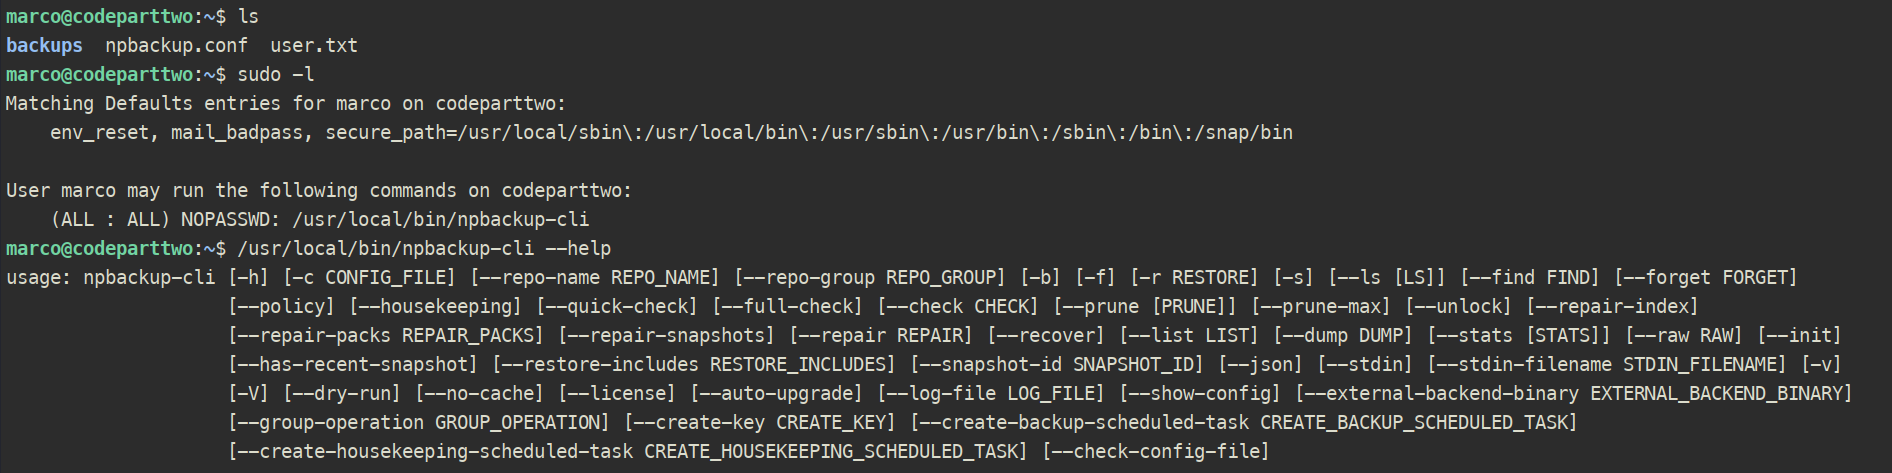 marco@codeparttwo:~$ ls
backups  npbackup.conf  user.txt
marco@codeparttwo:~$ sudo -l
Matching Defaults entries for marco on codeparttwo:
    env_reset, mail_badpass, secure_path=/usr/local/sbin\:/usr/local/bin\:/usr/sbin\:/usr/bin\:/sbin\:/bin\:/snap/bin

User marco may run the following commands on codeparttwo:
    (ALL : ALL) NOPASSWD: /usr/local/bin/npbackup-cli
marco@codeparttwo:~$ /usr/local/bin/npbackup-cli --help
usage: npbackup-cli [-h] [-c CONFIG_FILE] [--repo-name REPO_NAME] [--repo-group REPO_GROUP] [-b] [-f] [-r RESTORE] [-s] [--ls [LS]] [--find FIND] [--forget FORGET]
                    [--policy] [--housekeeping] [--quick-check] [--full-check] [--check CHECK] [--prune [PRUNE]] [--prune-max] [--unlock] [--repair-index]
                    [--repair-packs REPAIR_PACKS] [--repair-snapshots] [--repair REPAIR] [--recover] [--list LIST] [--dump DUMP] [--stats [STATS]] [--raw RAW] [--init]
                    [--has-recent-snapshot] [--restore-includes RESTORE_INCLUDES] [--snapshot-id SNAPSHOT_ID] [--json] [--stdin] [--stdin-filename STDIN_FILENAME] [-v]
                    [-V] [--dry-run] [--no-cache] [--license] [--auto-upgrade] [--log-file LOG_FILE] [--show-config] [--external-backend-binary EXTERNAL_BACKEND_BINARY]
                    [--group-operation GROUP_OPERATION] [--create-key CREATE_KEY] [--create-backup-scheduled-task CREATE_BACKUP_SCHEDULED_TASK]
                    [--create-housekeeping-scheduled-task CREATE_HOUSEKEEPING_SCHEDULED_TASK] [--check-config-file]